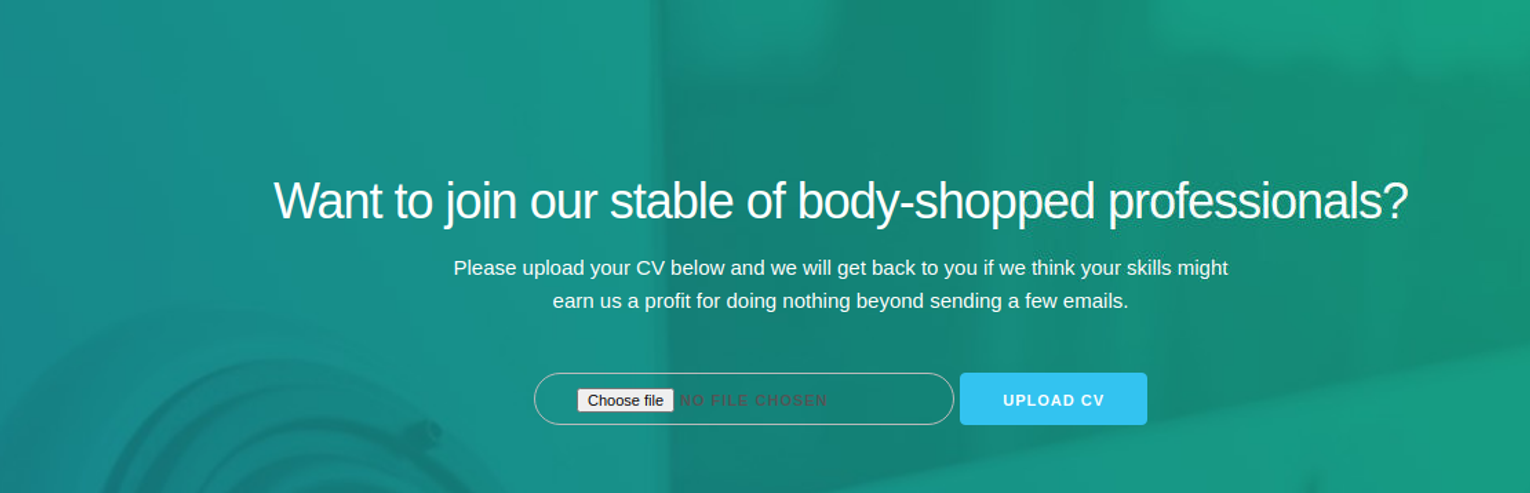 Want to join our stable of body-shopped professionals?
Please upload your CV below and we will get back to you if we think your skills might
earn us a profit for doing nothing beyond sending a few emails.
Choose file NO FILE CHOSEN UPLOAD CV